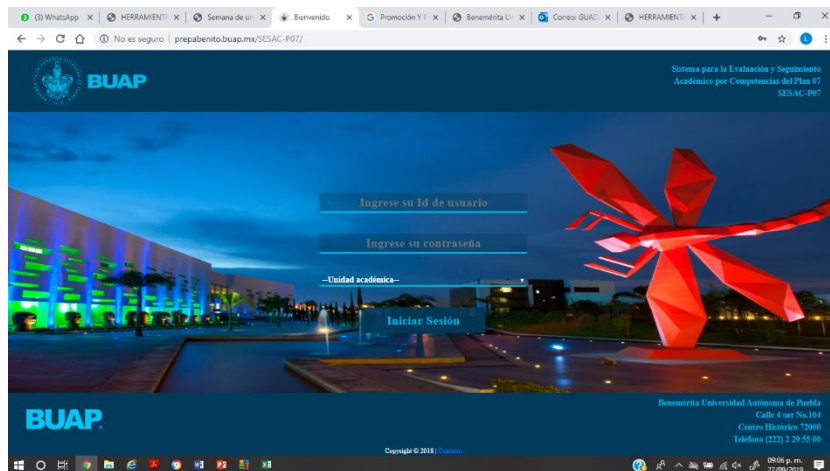 (3) WhatsApp
HERRAMIENT
Semana de un
Bienvenido
Promoción Y F
Benemérita Un
Correo: GUAD
HERRAMIENT
No es seguro | prepabenito.buap.mx/SESAC-P07/
BUAP
Sistema para la Evaluación y Seguimiento
Académico por Competencias del Plan 07
SESAC-P07
Ingrese su Id de usuario
Ingrese su contraseña
--Unidad académica--
Iniciar Sesión
BUAP
Benemérita Universidad Autónoma de Puebla
Calle 4 sur No.104
Centro Histórico 72000
Teléfono (222) 2 29 55 00
Copyright © 2018 | Contacto
09:06 p. m.
22/09/2019